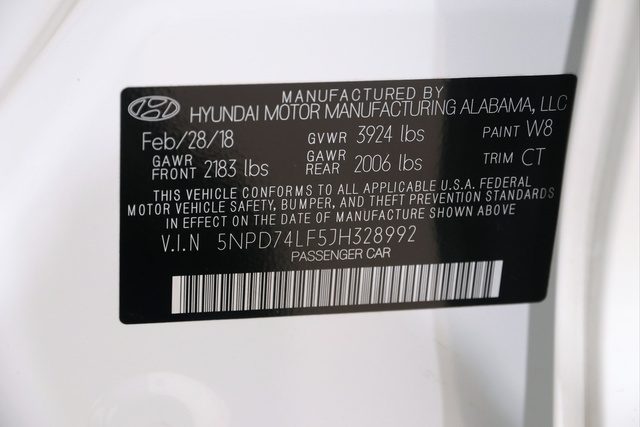 MANUFACTURED BY
HYUNDAI MOTOR MANUFACTURING ALABAMA, LLC
Feb/28/18 GVWR 3924 lbs PAINT W8
GAWR FRONT 2183 lbs GAWR REAR 2006 lbs TRIM CT
THIS VEHICLE CONFORMS TO ALL APPLICABLE U.S.A. FEDERAL
MOTOR VEHICLE SAFETY, BUMPER, AND THEFT PREVENTION STANDARDS
IN EFFECT ON THE DATE OF MANUFACTURE SHOWN ABOVE
V.I.N 5NPD74LF5JH328992
PASSENGER CAR